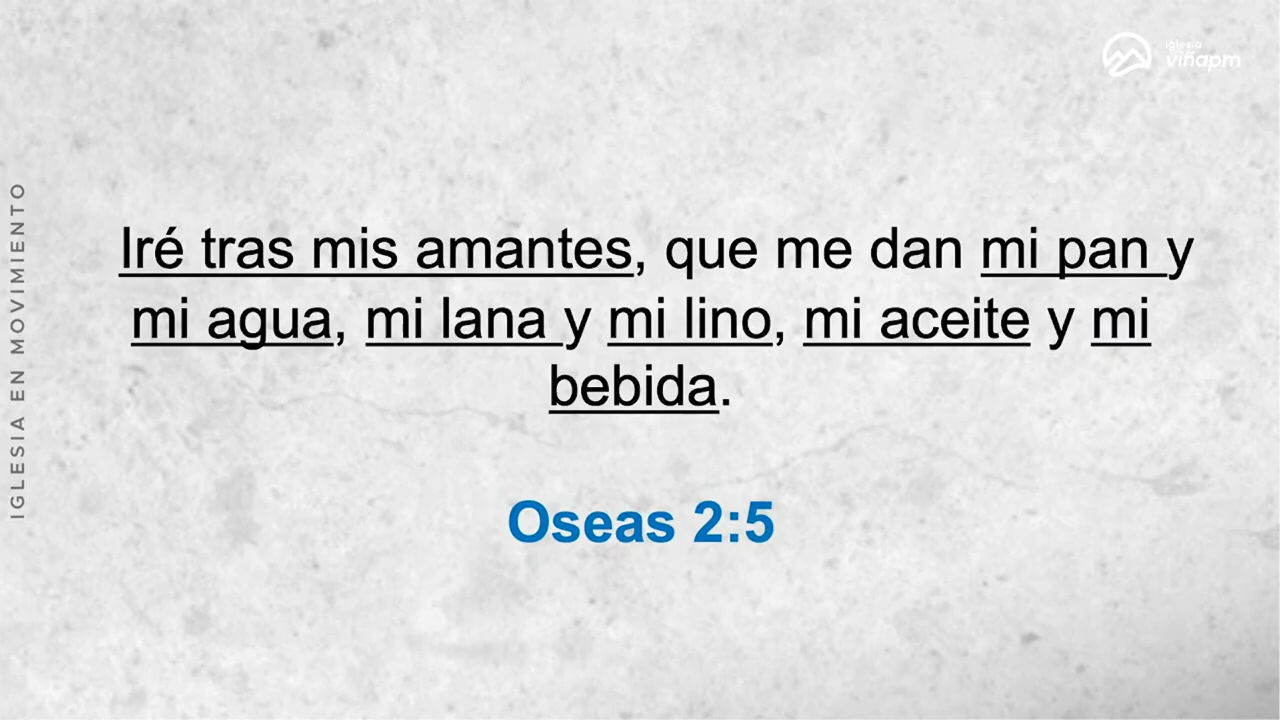 iglesia
viñapm
IGLESIA EN MOVIMIENTO
Iré tras mis amantes, que me dan mi pan y
mi agua, mi lana y mi lino, mi aceite y mi
bebida.
Oseas 2:5